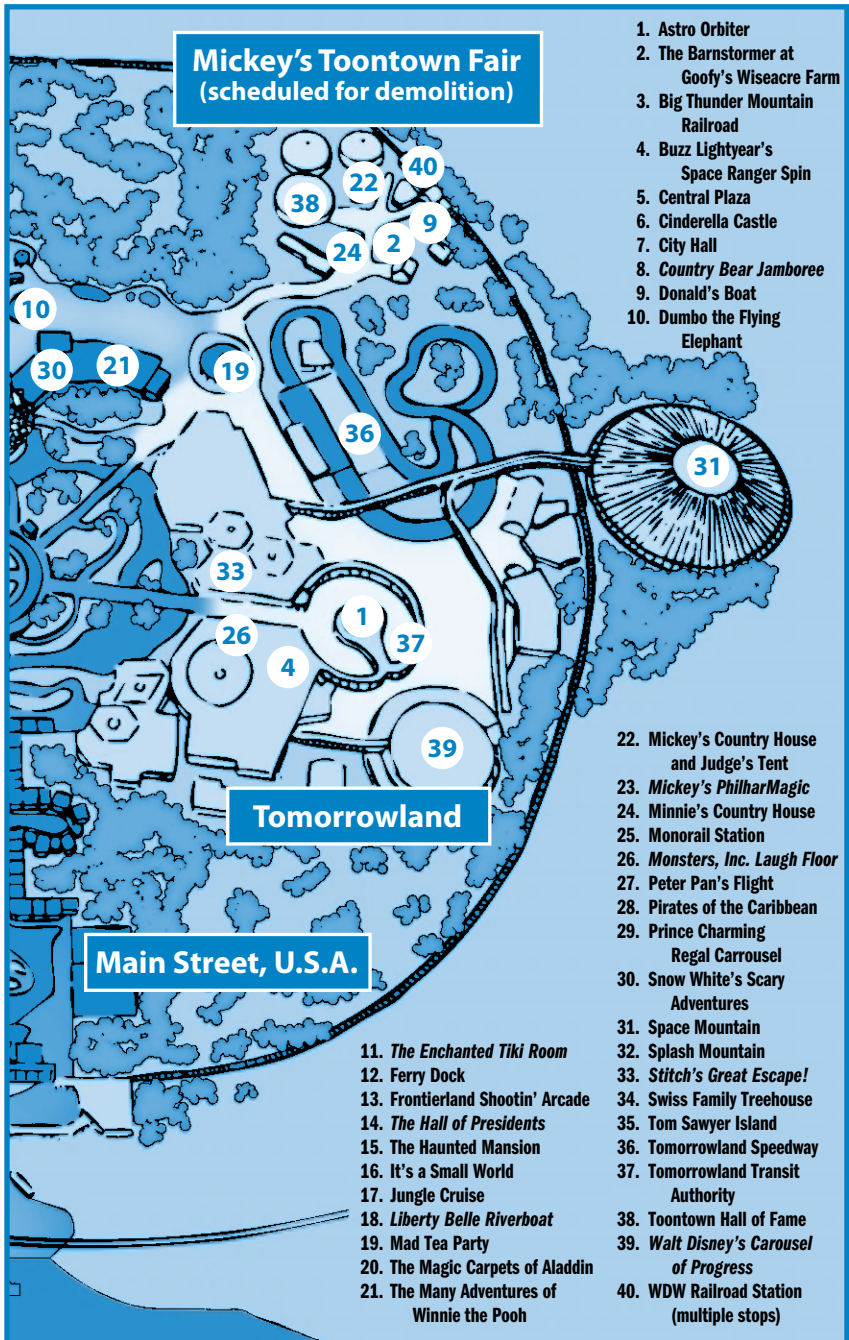 Mickey’s Toontown Fair
(scheduled for demolition)
1. Astro Orbiter
2. The Barnstormer at
Goofy’s Wiseacre Farm
3. Big Thunder Mountain
Railroad
4. Buzz Lightyear’s
Space Ranger Spin
5. Central Plaza
6. Cinderella Castle
7. City Hall
8. Country Bear Jamboree
9. Donald’s Boat
10. Dumbo the Flying
Elephant
40
22
38
9
2
24
10
30
21
19
36
31
33
1
26
37
4
39
Tomorrowland
Main Street, U.S.A.
11. The Enchanted Tiki Room
12. Ferry Dock
13. Frontierland Shootin’ Arcade
14. The Hall of Presidents
15. The Haunted Mansion
16. It’s a Small World
17. Jungle Cruise
18. Liberty Belle Riverboat
19. Mad Tea Party
20. The Magic Carpets of Aladdin
21. The Many Adventures of
Winnie the Pooh
22. Mickey’s Country House
and Judge’s Tent
23. Mickey’s PhilharMagic
24. Minnie’s Country House
25. Monorail Station
26. Monsters, Inc. Laugh Floor
27. Peter Pan’s Flight
28. Pirates of the Caribbean
29. Prince Charming
Regal Carrousel
30. Snow White’s Scary
Adventures
31. Space Mountain
32. Splash Mountain
33. Stitch’s Great Escape!
34. Swiss Family Treehouse
35. Tom Sawyer Island
36. Tomorrowland Speedway
37. Tomorrowland Transit
Authority
38. Toontown Hall of Fame
39. Walt Disney’s Carousel
of Progress
40. WDW Railroad Station
(multiple stops)